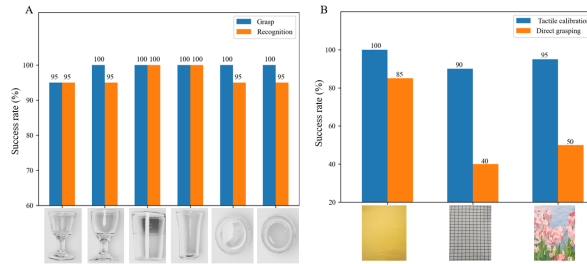 A
Grasp
Recognition
Success rate (%)
100
90
80
70
60
95 95
100 95
100 100
100 100
100 95
100 95
B
Tactile calibration
Direct grasping
Success rate (%)
100
80
60
40
20
100 85
90 40
95 50